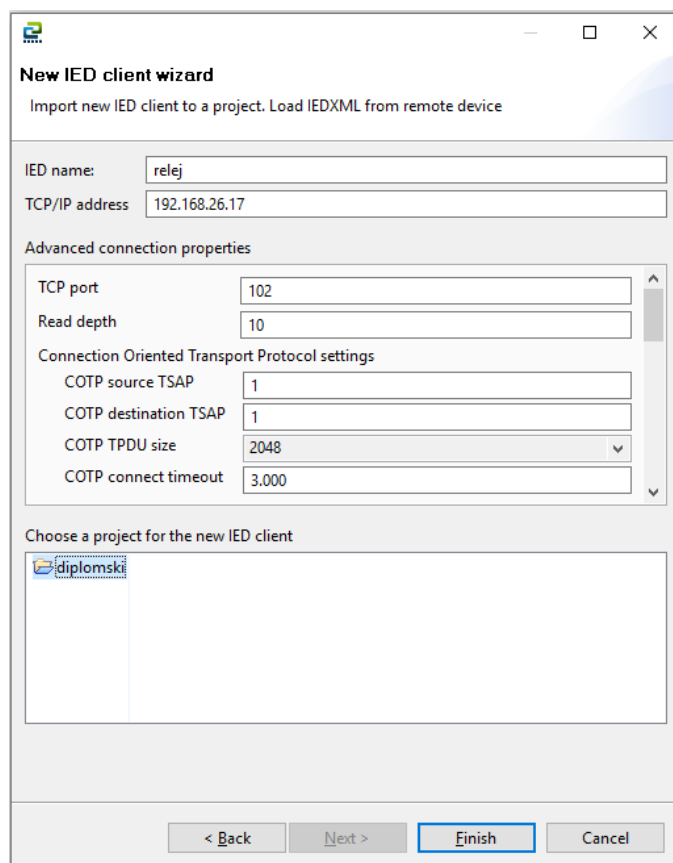 New IED client wizard
Import new IED client to a project. Load IEDXML from remote device
IED name: relej
TCP/IP address 192.168.26.17
Advanced connection properties
TCP port 102
Read depth 10
Connection Oriented Transport Protocol settings
COTP source TSAP 1
COTP destination TSAP 1
COTP TPDU size 2048
COTP connect timeout 3.000
Choose a project for the new IED client
diplomski
< Back Next > Finish Cancel